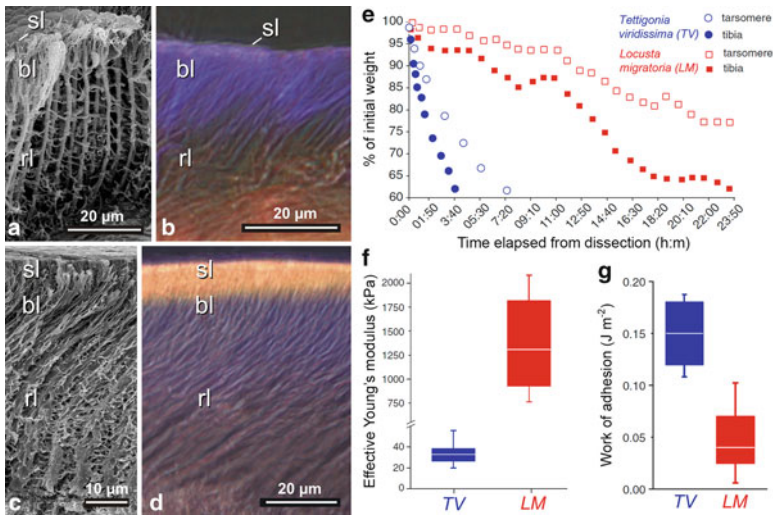 sl
bl
rl
a
20 μm
sl
bl
rl
b
20 μm
sl
bl
rl
c
10 μm
sl
bl
rl
d
20 μm
e
% of initial weight
100
95
90
85
80
75
70
65
60
Tettigonia
viridissima (TV)
tarsomere
tibia
Locusta
migratoria (LM)
tarsomere
tibia
0:00
01:50
3:40
05:30
7:20
09:10
11:00
12:50
14:40
16:30
18:20
20:10
22:00
23:50
Time elapsed from dissection (h:m)
f
Effective Young's modulus (kPa)
2000
1750
1500
1250
1000
750
40
20
TV
LM
g
Work of adhesion (J m⁻²)
0.20
0.15
0.10
0.05
0.00
TV
LM